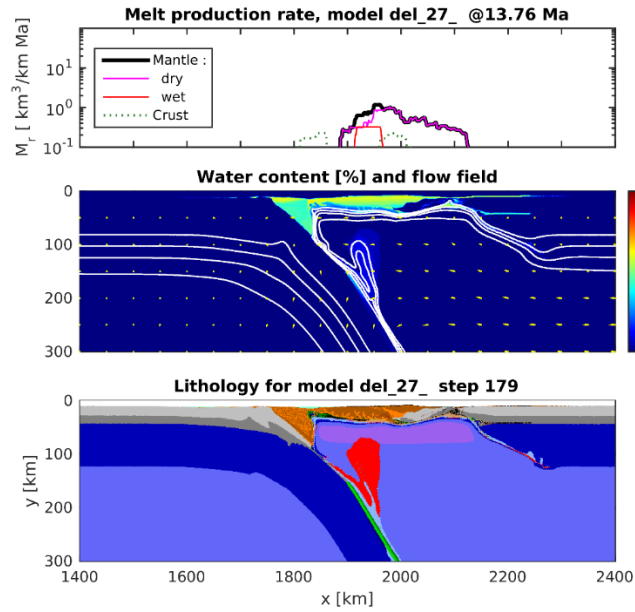 Melt production rate, model del_27_ @13.76 Ma
M_r [ km^3/km Ma]
10^0
10^-1
Mantle :
dry
wet
Crust
Water content [%] and flow field
0
100
200
300
Lithology for model del_27_ step 179
y [km]
0
100
200
300
1400
1600
1800
2000
2200
2400
x [km]